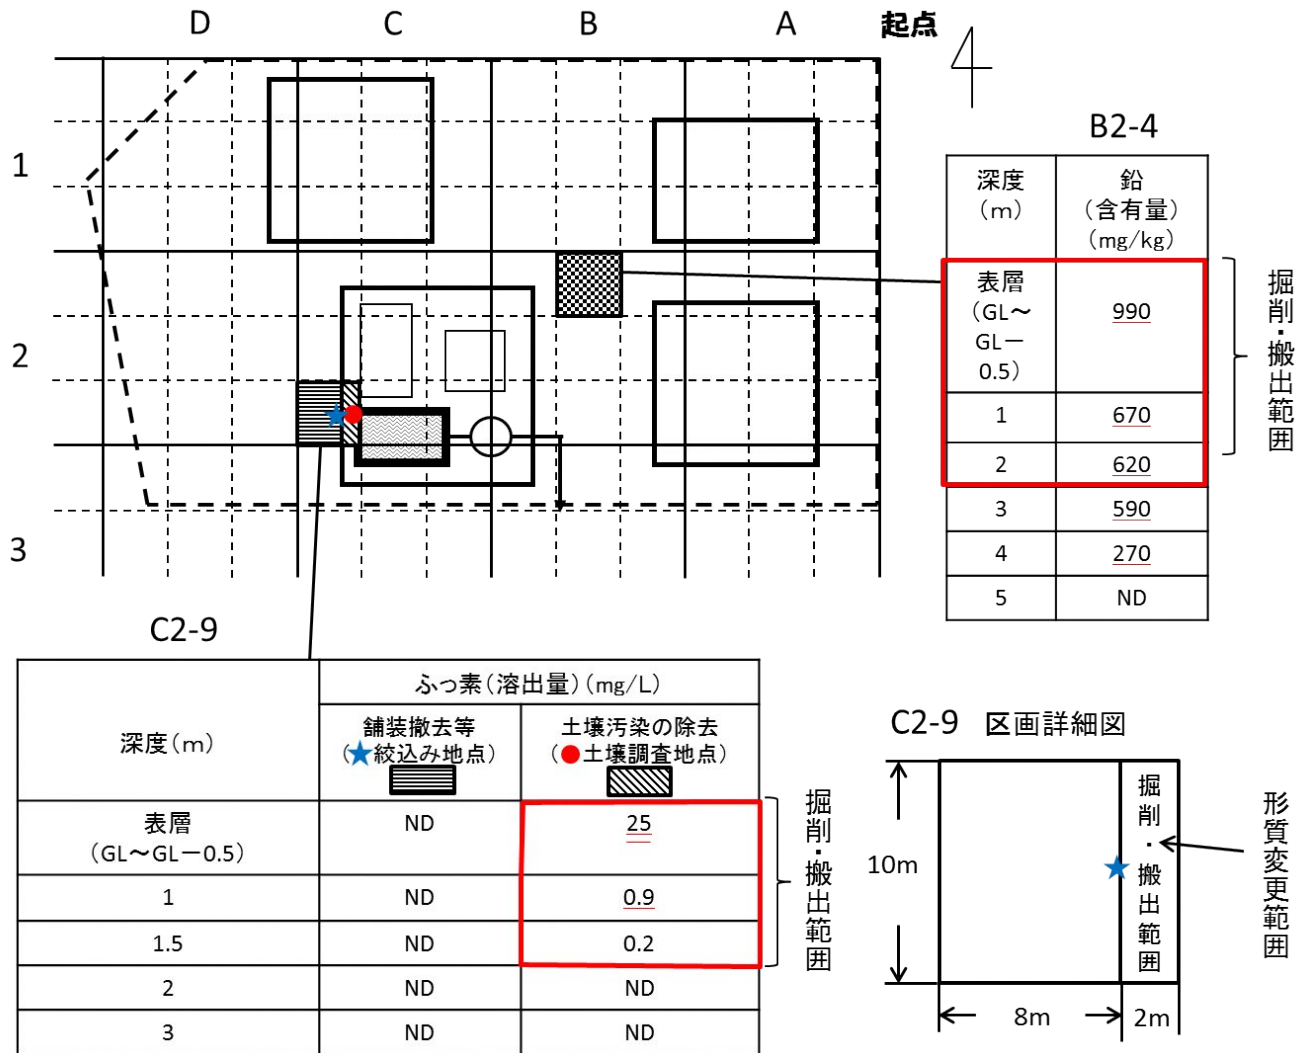 D C B A 起点
1
2
3
B2-4
深度
（m）
鉛
（含有量）
（mg/kg）
表層
（GL～
GLー
0.5）
990
1 670
2 620
3 590
4 270
5 ND
掘削・搬出範囲
C2-9
深度（m）
ふっ素（溶出量）（mg/L）
舗装撤去等
（★絞込み地点）
土壌汚染の除去
（●土壌調査地点）
表層
（GL～GLー0.5）
ND 25
1 ND 0.9
1.5 ND 0.2
2 ND ND
3 ND ND
掘削・搬出範囲
C2-9 区画詳細図
10m
掘削・搬出範囲
形質変更範囲
8m 2m